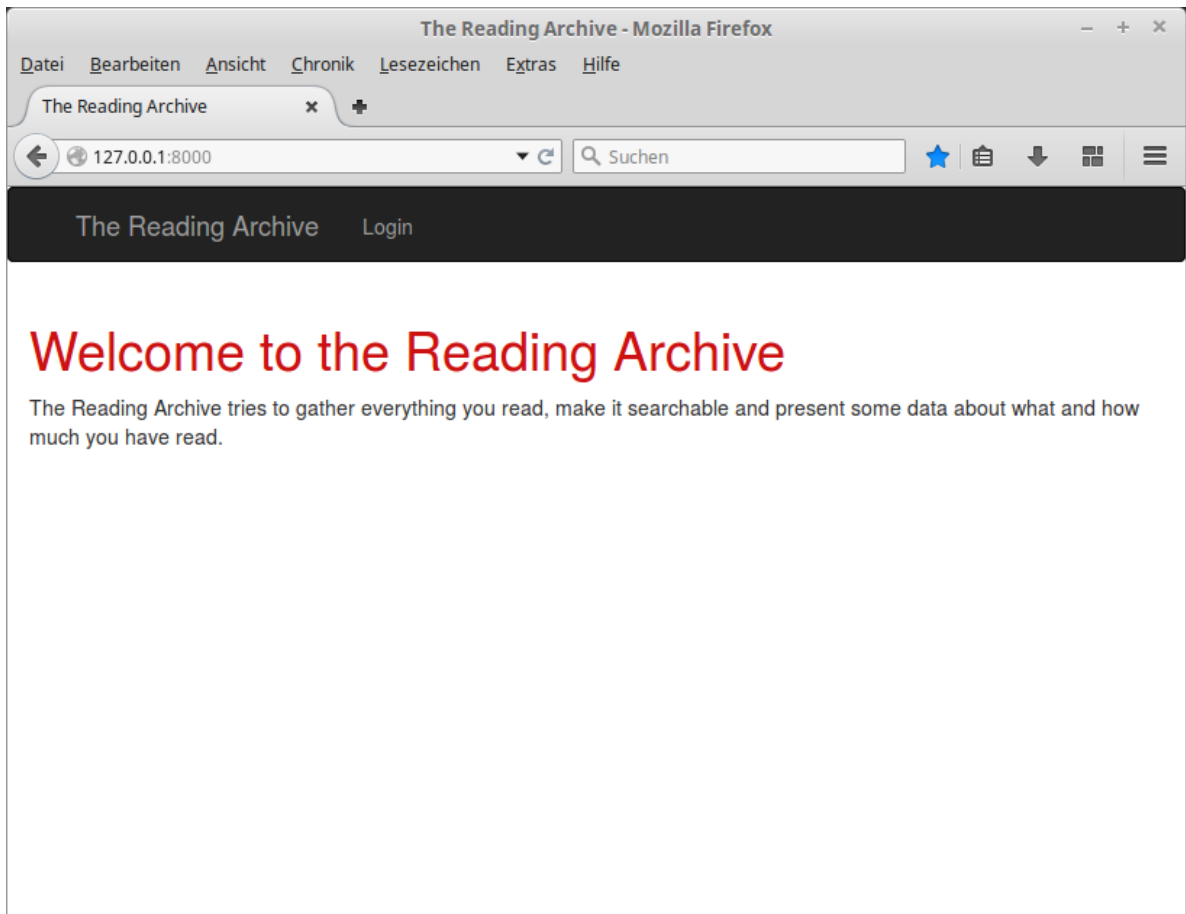 The Reading Archive - Mozilla Firefox
Datei Bearbeiten Ansicht Chronik Lesezeichen Extras Hilfe
The Reading Archive
127.0.0.1:8000 Suchen
The Reading Archive Login
Welcome to the Reading Archive
The Reading Archive tries to gather everything you read, make it searchable and present some data about what and how
much you have read.